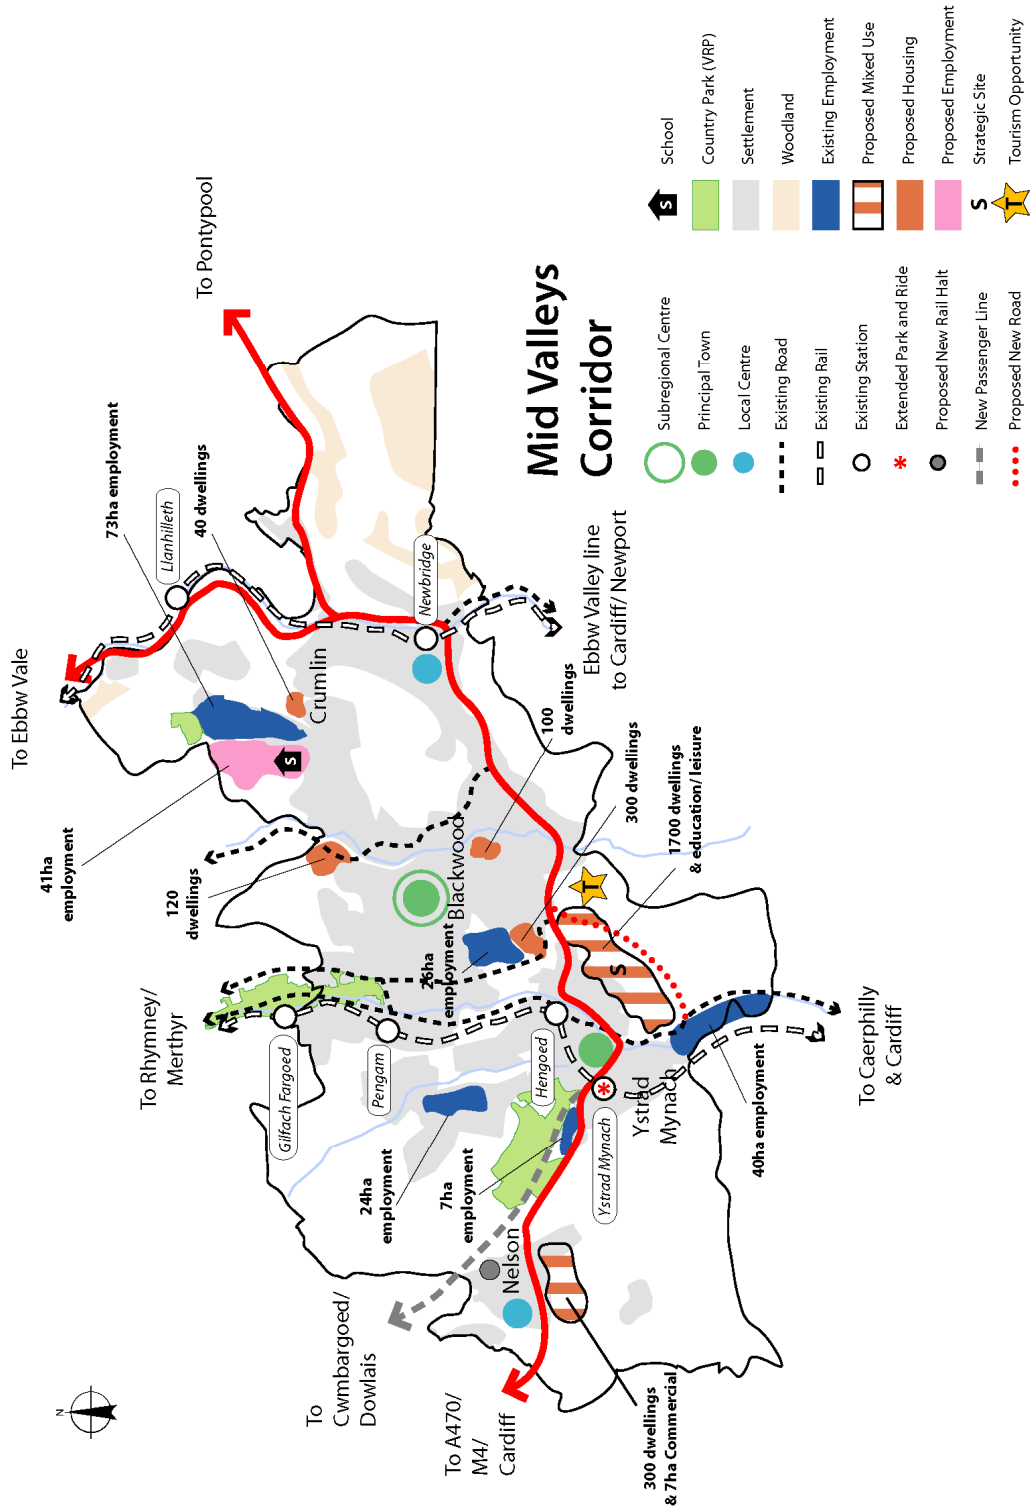 N
To Ebbw Vale
To Pontypool
73ha employment
Llanhilleth
40 dwellings
41ha
employment
120
dwellings
To Rhymney/
Merthyr
Gilfach Fargoed
Pengam
Hengoed
Ystrad Mynach
24ha
employment
7ha
employment
26ha
employment
Blackwood
Crumlin
Newbridge
100
dwellings
300 dwellings
1700 dwellings
& education/ leisure
Ebbw Valley line
to Cardiff/ Newport
S
S
T
Ystrad
Mynach
Nelson
To
Cwmbargoed/
Dowlais
To A470/
M4/
Cardiff
300 dwellings
& 7ha Commercial
40ha employment
To Caerphilly
& Cardiff
Mid Valleys
Corridor
Subregional Centre
Principal Town
Local Centre
Existing Road
Existing Rail
Existing Station
Extended Park and Ride
Proposed New Rail Halt
New Passenger Line
Proposed New Road
S School
Country Park (VRP)
Settlement
Woodland
Existing Employment
Proposed Mixed Use
Proposed Housing
Proposed Employment
S Strategic Site
T Tourism Opportunity